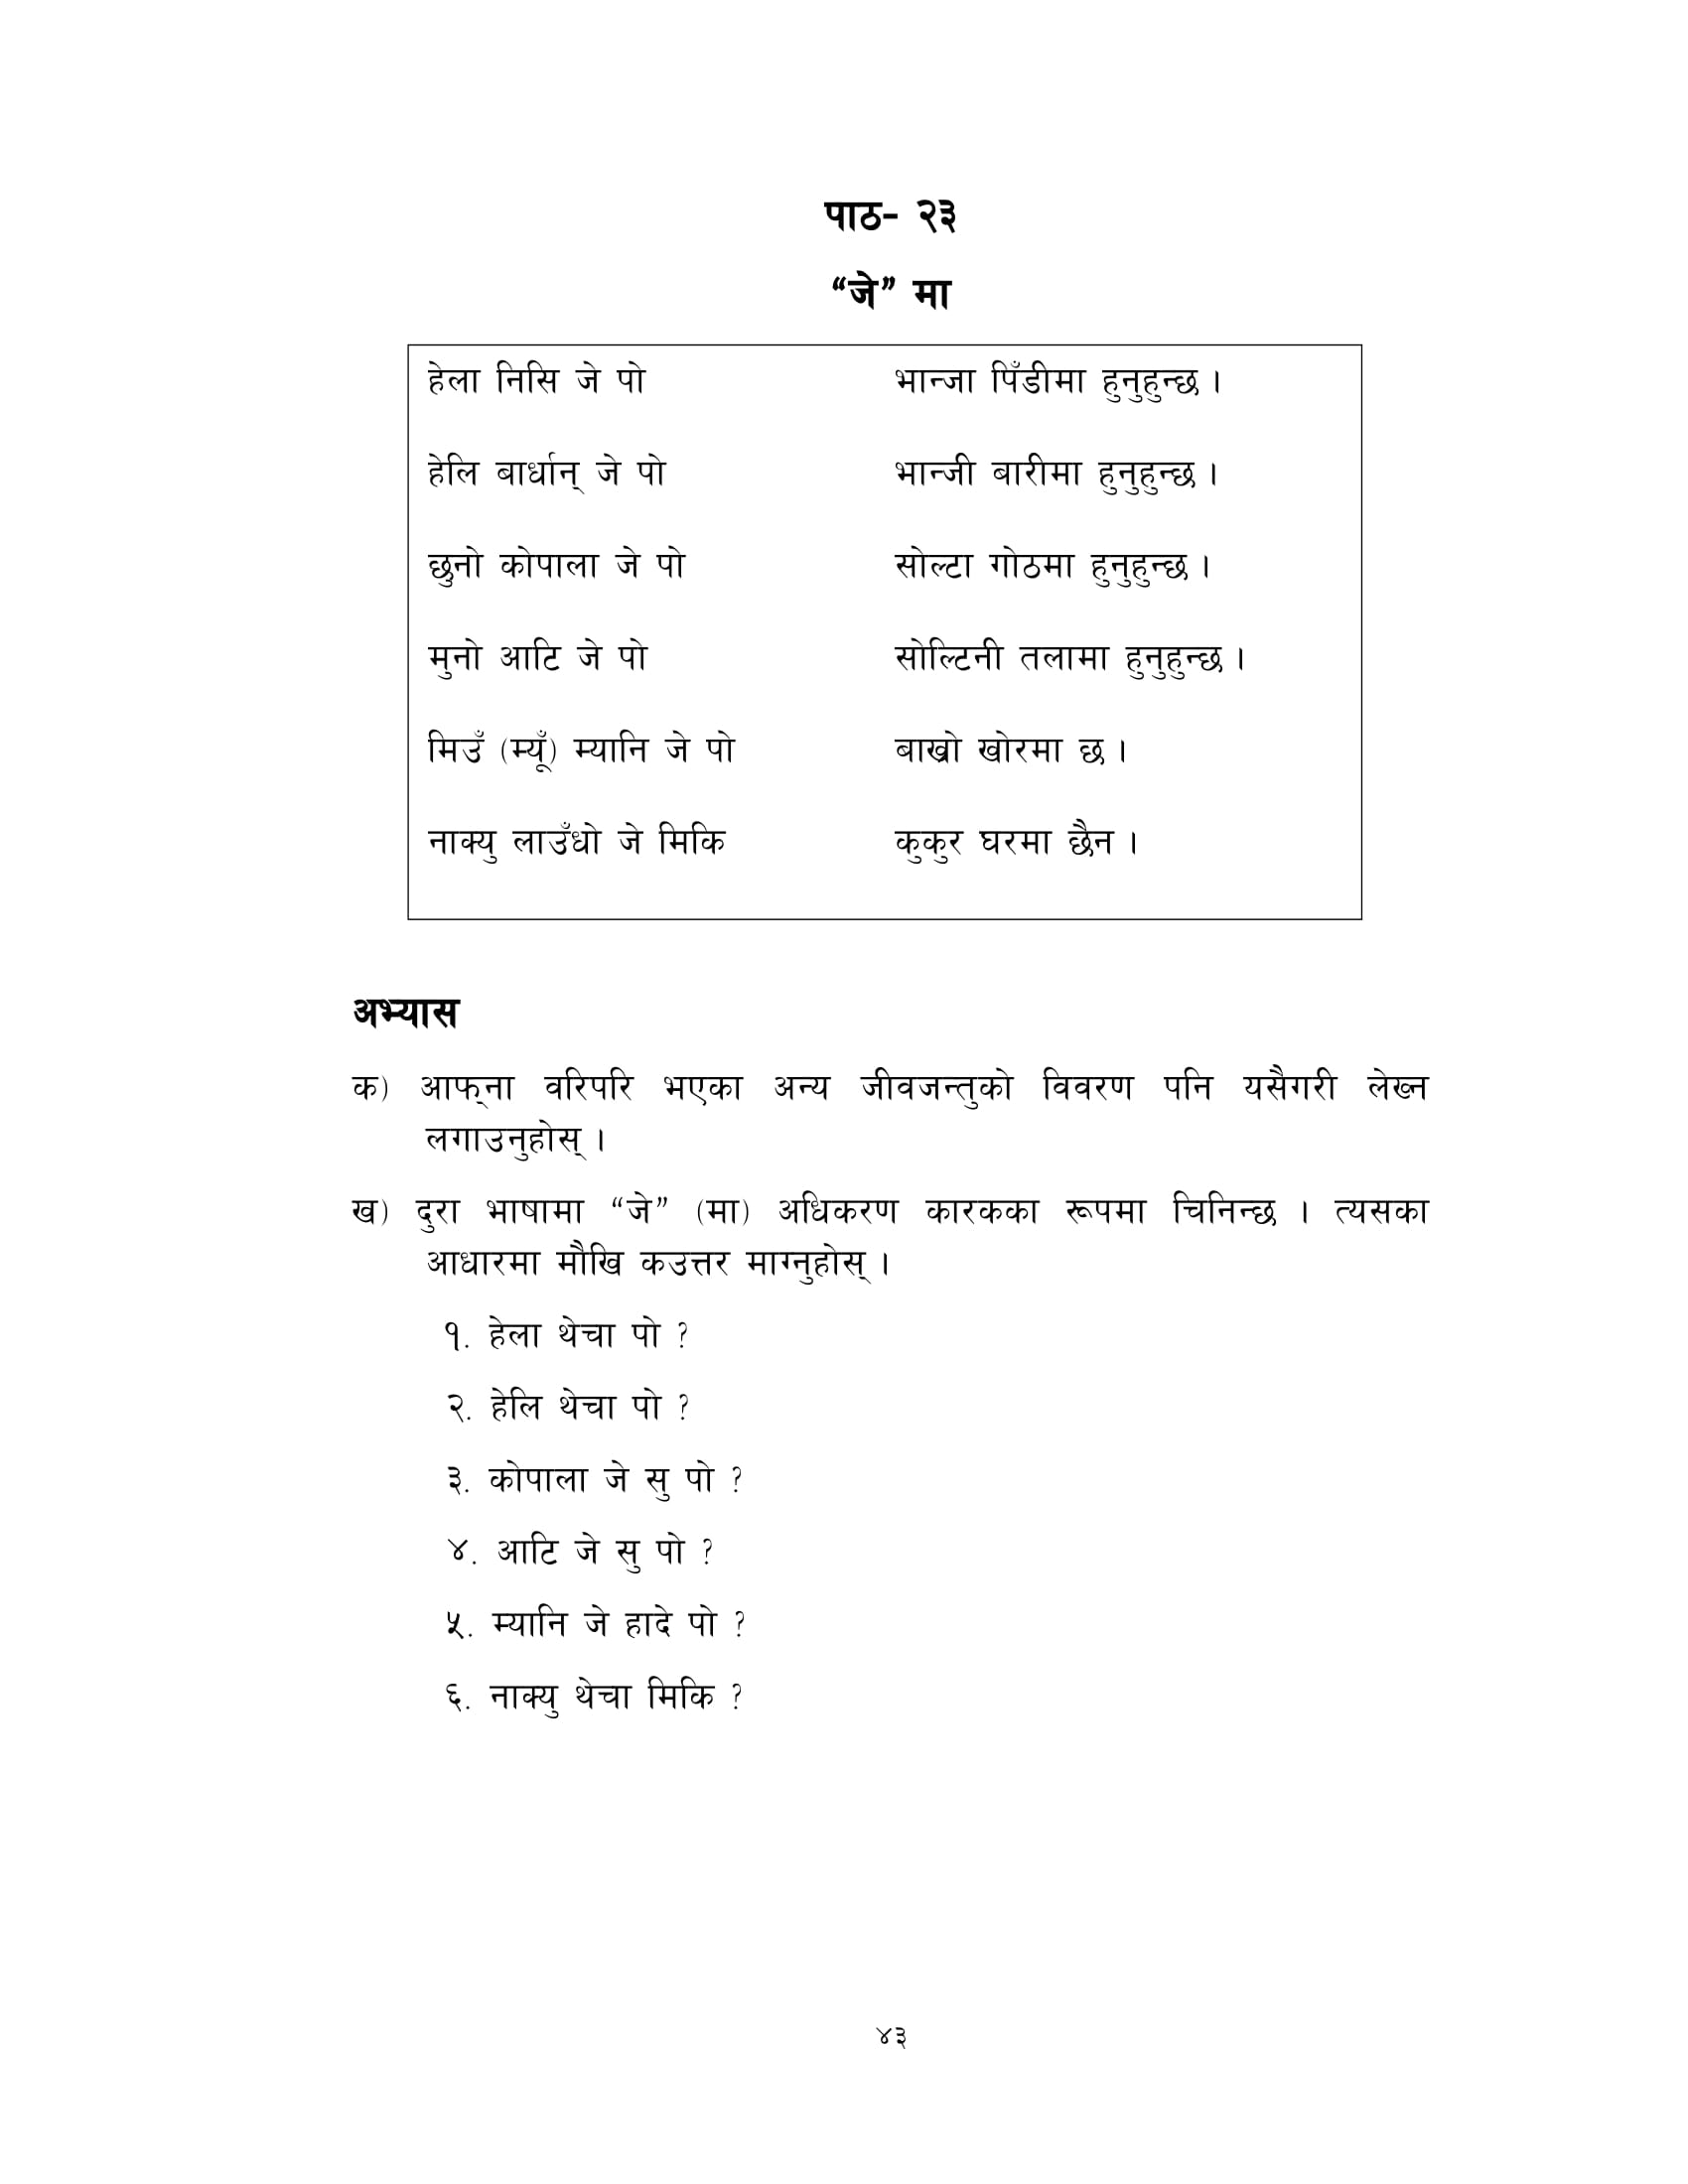 पाठ- २३
“जे” मा
हेला निसि जे पो भान्जा पिँडीमा हुनुहुन्छ ।
हेलि बार्धान् जे पो भान्जी बारीमा हुनुहुन्छ ।
छुनो कोपाला जे पो सोल्टा गोठमा हुनुहुन्छ ।
मुनो आटि जे पो सोल्टिनी तलामा हुनुहुन्छ ।
मिउँ (म्यूँ) म्यानि जे पो बाख्रो खोरमा छ ।
नाक्यु लाउँधो जे मिकि कुकुर घरमा छैन ।
अभ्यास
क) आफ्‌ना वरिपरि भएका अन्य जीवजन्तुको विवरण पनि यसैगरी लेख्न
लगाउनुहोस् ।
ख) दुरा भाषामा “जे” (मा) अधिकरण कारकका रूपमा चिनिन्छ । त्यसका
आधारमा मौखि कउत्तर माग्नुहोस् ।
१. हेला थेचा पो ?
२. हेलि थेचा पो ?
३. कोपाला जे सु पो ?
४. आटि जे सु पो ?
५. म्यानि जे हादे पो ?
६. नाक्यु थेचा मिकि ?
४३